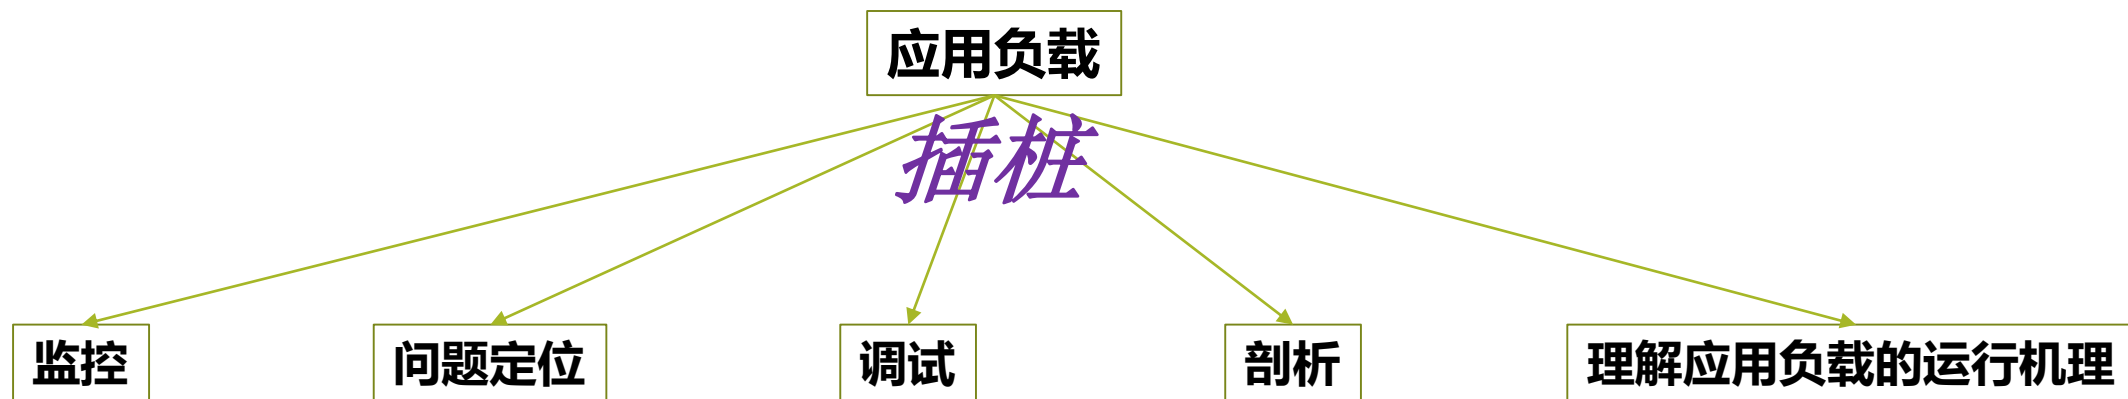 应用负载
插桩
监控
问题定位
调试
剖析
理解应用负载的运行机理